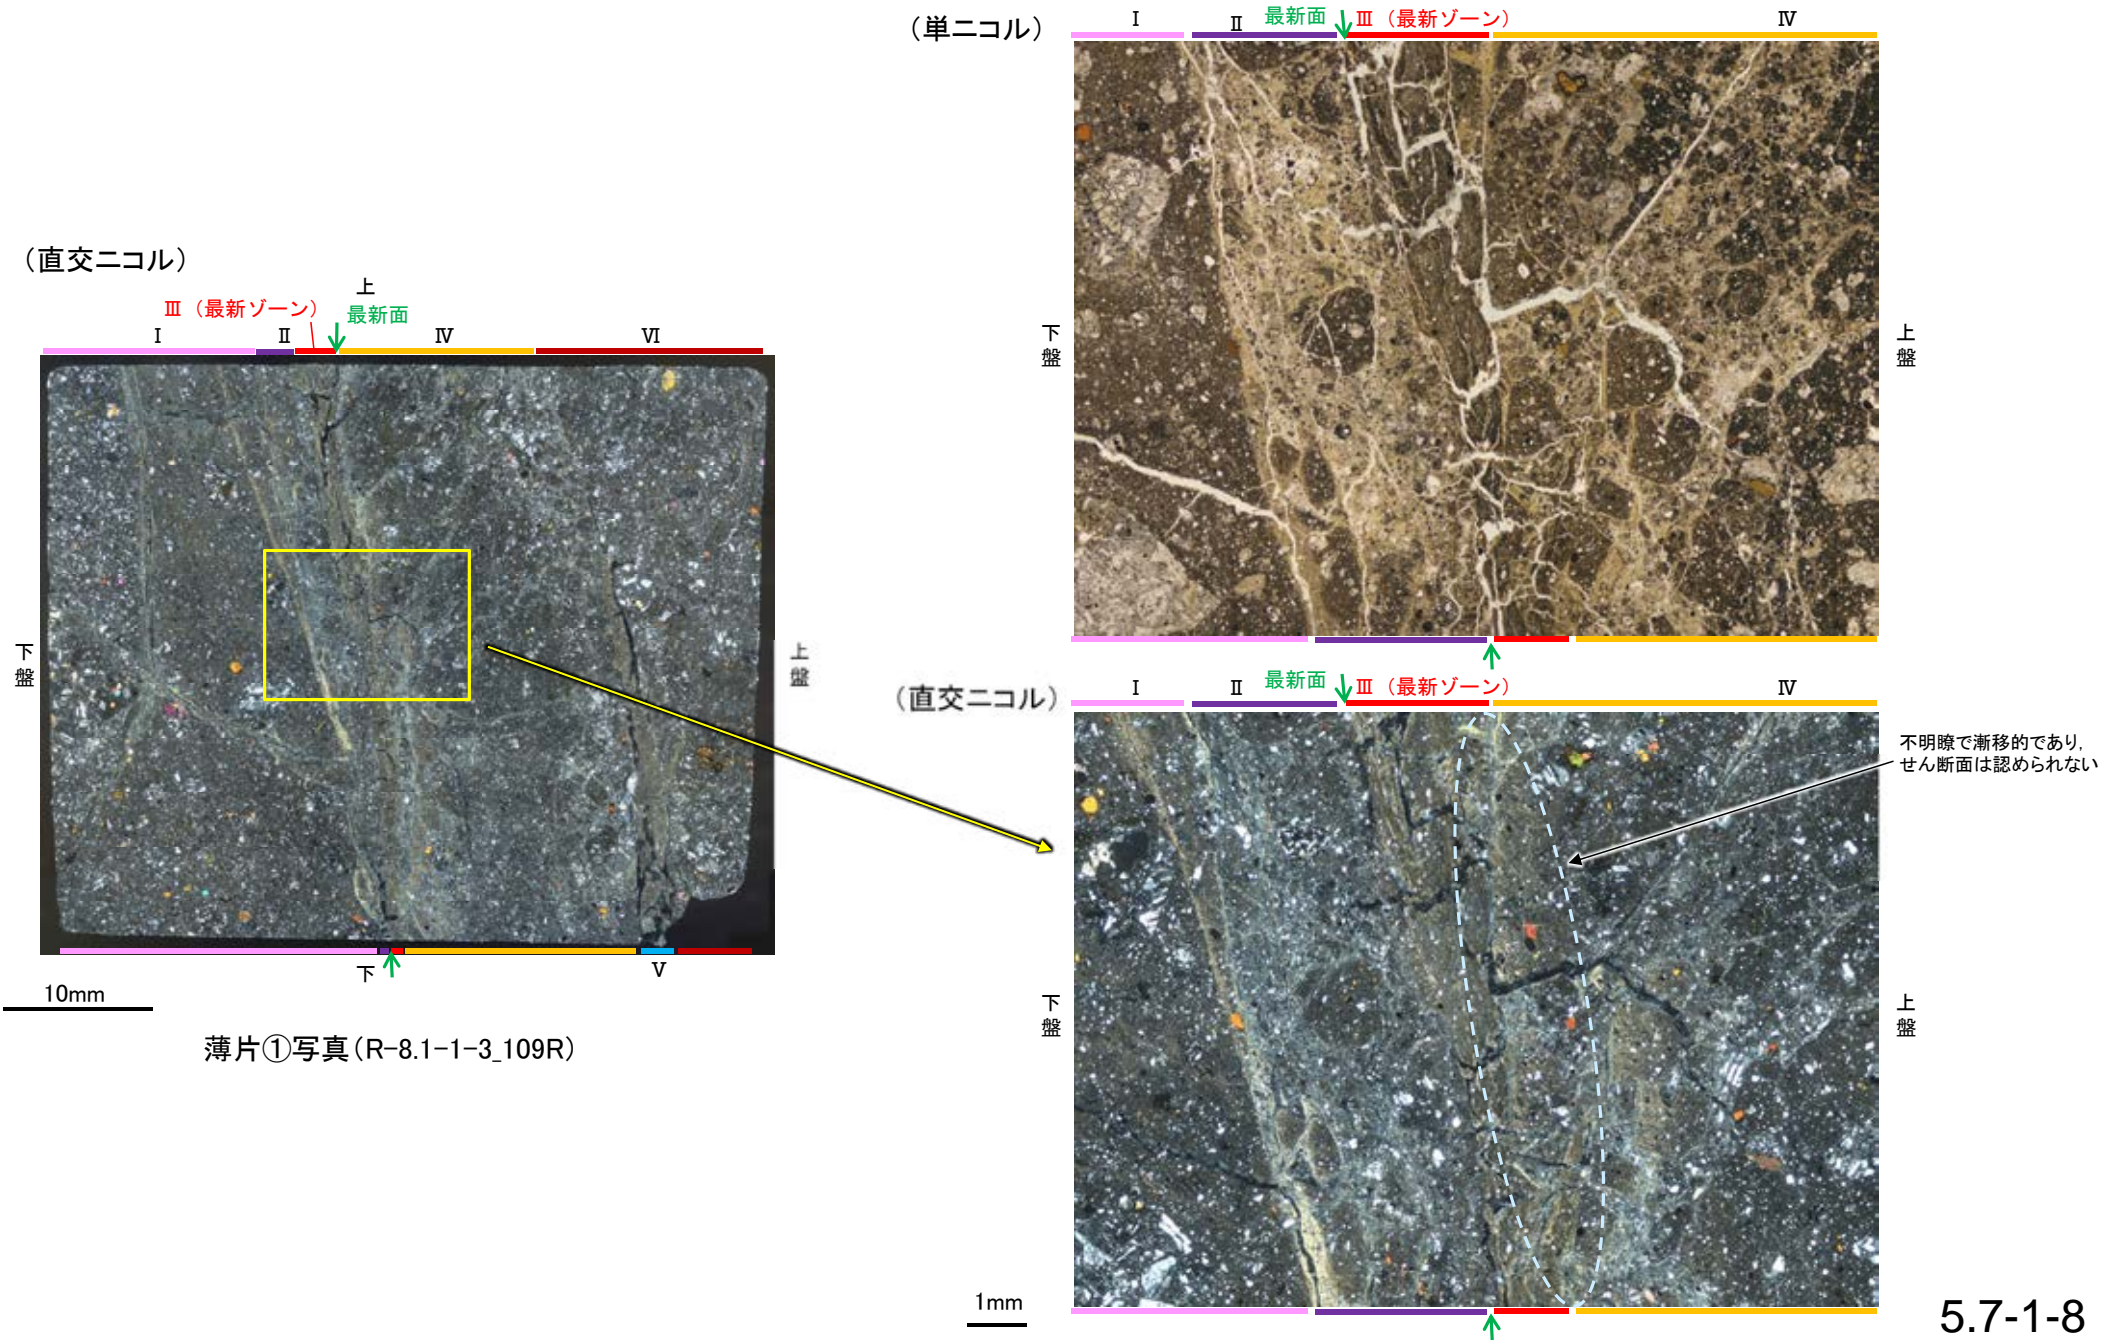 (単ニコル)
Ⅰ
Ⅱ
最新面
Ⅲ(最新ゾーン)
Ⅳ
下盤
上盤
(直交ニコル)
上
Ⅲ(最新ゾーン)
最新面
Ⅰ
Ⅱ
Ⅳ
Ⅵ
下盤
上盤
下
Ⅴ
10mm
薄片①写真(R-8.1-1-3_109R)
(直交ニコル)
Ⅰ
Ⅱ
最新面
Ⅲ(最新ゾーン)
Ⅳ
不明瞭で漸移的であり,
せん断面は認められない
下盤
上盤
1mm
5.7-1-8